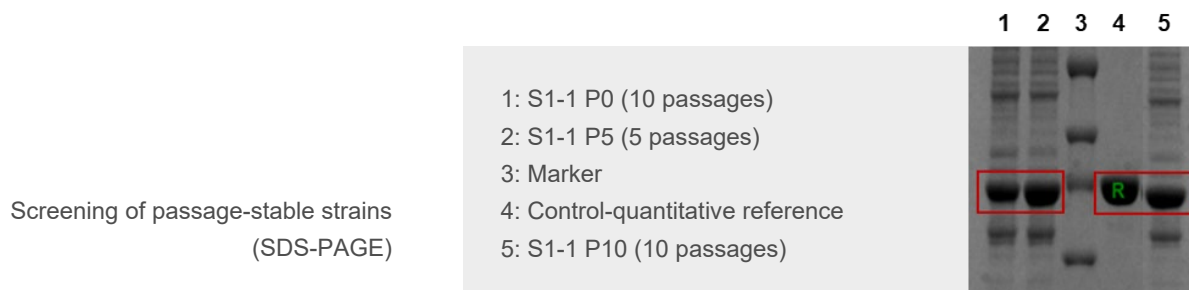 1 2 3 4 5
1: S1-1 P0 (10 passages)
2: S1-1 P5 (5 passages)
3: Marker
4: Control-quantitative reference
5: S1-1 P10 (10 passages)
Screening of passage-stable strains
(SDS-PAGE)
R